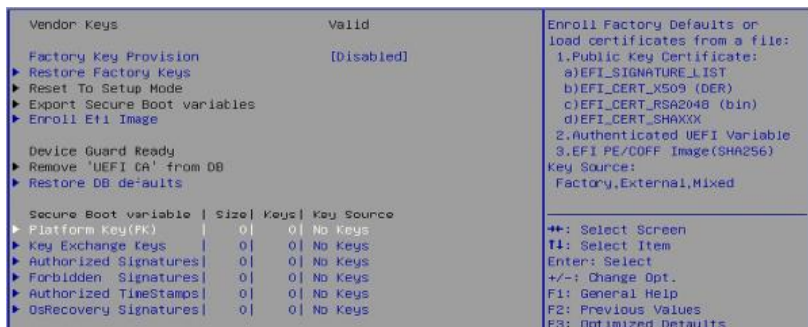 Vendor Keys Valid
Factory Key Provision [Disabled]
Restore Factory Keys
Reset To Setup Mode
Export Secure Boot variables
Enroll Efi Image
Device Guard Ready
Remove 'UEFI CA' from DB
Restore DB defaults
Secure Boot variable | Size| Keys| Key Source
Platform Key(PK) | 0| 0| No Keys
Key Exchange Keys | 0| 0| No Keys
Authorized Signatures| 0| 0| No Keys
Forbidden Signatures| 0| 0| No Keys
Authorized TimeStamps| 0| 0| No Keys
OsRecovery Signatures| 0| 0| No Keys
Enroll Factory Defaults or
load certificates from a file:
1.Public Key Certificate:
a)EFI_SIGNATURE_LIST
b)EFI_CERT_X509 (DER)
c)EFI_CERT_RSA2048 (bin)
d)EFI_CERT_SHAXXX
2.Authenticated UEFI Variable
3.EFI PE/COFF Image(SHA256)
Key Source:
Factory,External,Mixed
→←: Select Screen
↑↓: Select Item
Enter: Select
+/-: Change Opt.
F1: General Help
F2: Previous Values
F3: Optimized Defaults